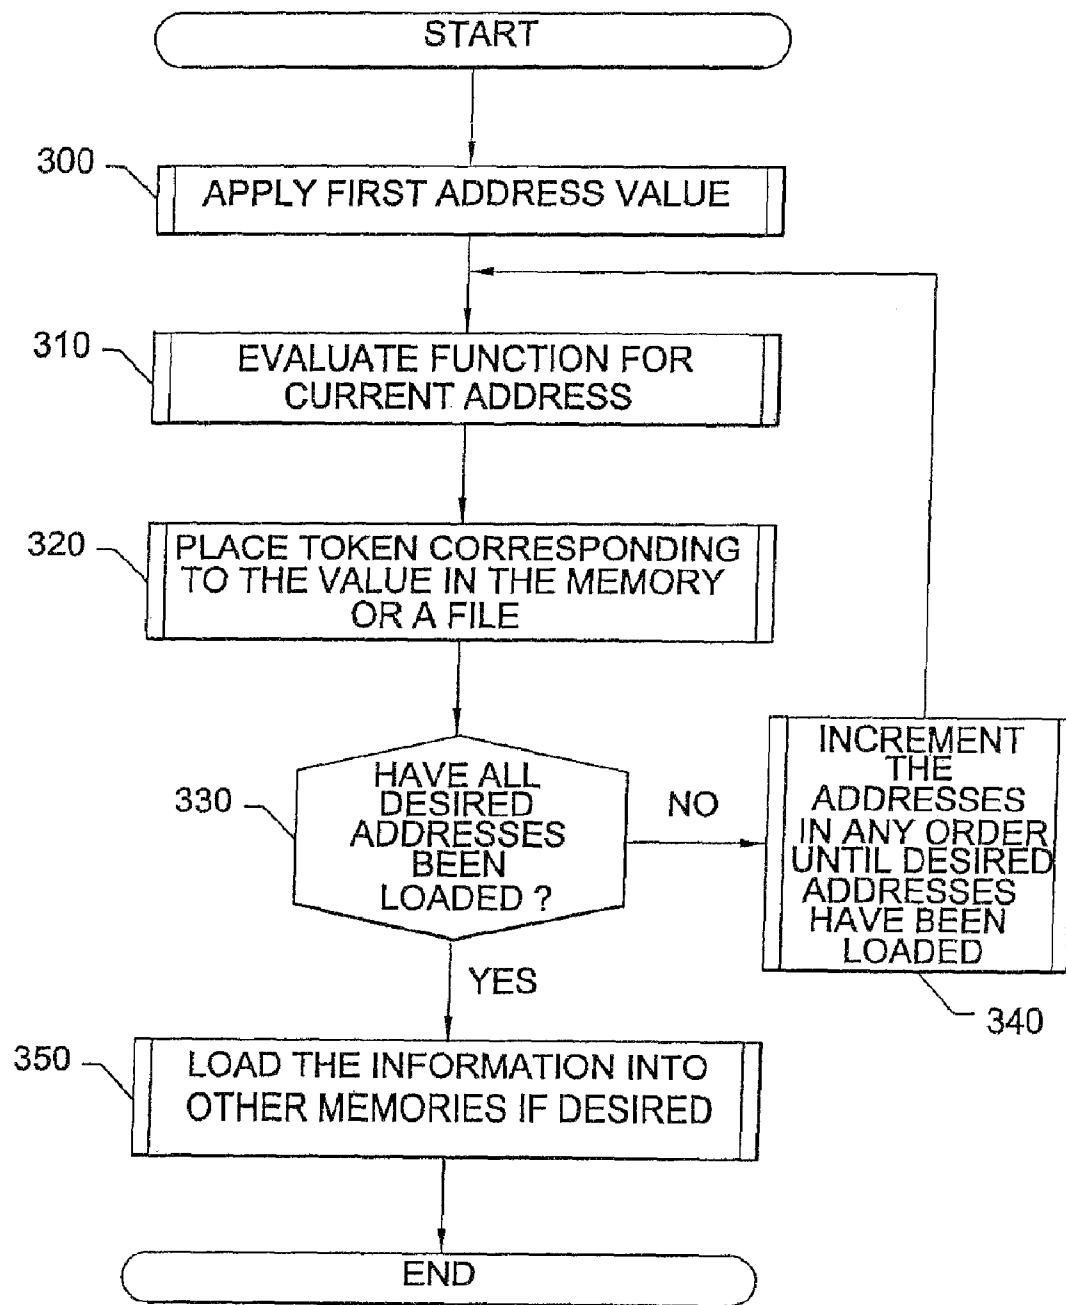 START
300
APPLY FIRST ADDRESS VALUE
310
EVALUATE FUNCTION FOR
CURRENT ADDRESS
320
PLACE TOKEN CORRESPONDING
TO THE VALUE IN THE MEMORY
OR A FILE
330
HAVE ALL
DESIRED
ADDRESSES
BEEN
LOADED ?
NO
INCREMENT
THE
ADDRESSES
IN ANY ORDER
UNTIL DESIRED
ADDRESSES
HAVE BEEN
LOADED
340
YES
350
LOAD THE INFORMATION INTO
OTHER MEMORIES IF DESIRED
END